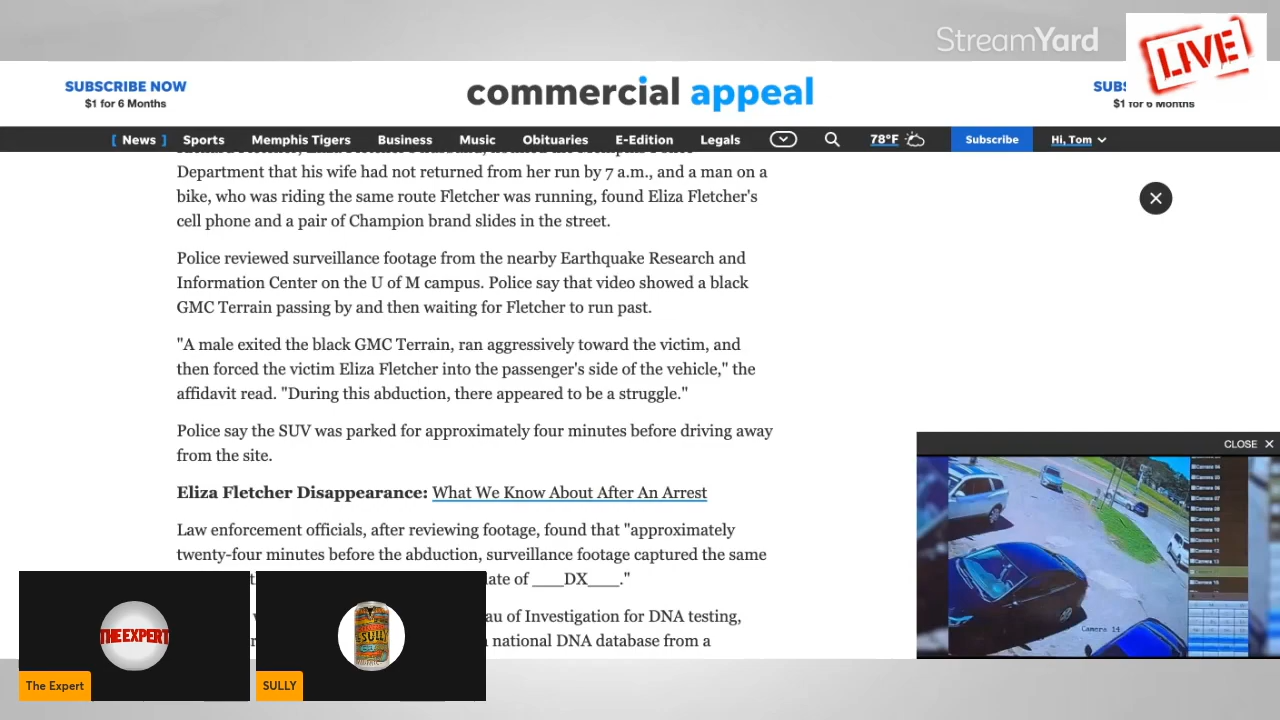 StreamYard
LIVE
SUBSCRIBE NOW
$1 for 6 Months
commercial appeal
SUBS
$1 for 6 Months
[ News ] Sports Memphis Tigers Business Music Obituaries E-Edition Legals 78°F Subscribe Hi, Tom
Department that his wife had not returned from her run by 7 a.m., and a man on a
bike, who was riding the same route Fletcher was running, found Eliza Fletcher's
cell phone and a pair of Champion brand slides in the street.
Police reviewed surveillance footage from the nearby Earthquake Research and
Information Center on the U of M campus. Police say that video showed a black
GMC Terrain passing by and then waiting for Fletcher to run past.
"A male exited the black GMC Terrain, ran aggressively toward the victim, and
then forced the victim Eliza Fletcher into the passenger's side of the vehicle," the
affidavit read. "During this abduction, there appeared to be a struggle."
Police say the SUV was parked for approximately four minutes before driving away
from the site.
Eliza Fletcher Disappearance: What We Know About After An Arrest
Law enforcement officials, after reviewing footage, found that "approximately
twenty-four minutes before the abduction, surveillance footage captured the same
late of ___DX___."
au of Investigation for DNA testing,
n national DNA database from a
CLOSE ×
Camera 14
THE EXPERT
The Expert
SULLY
SULLY